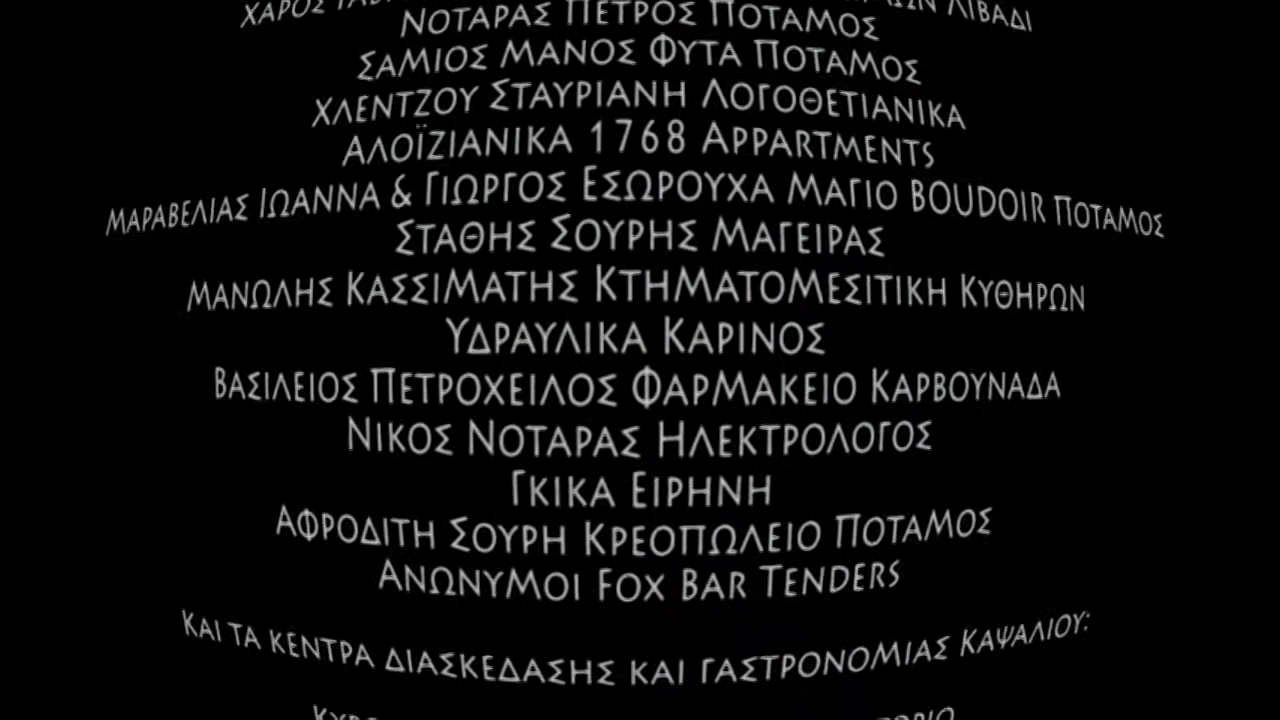 ΧΑΡΟΣ ΛΙΒΑΔΙ
ΝΟΤΑΡΑΣ ΠΕΤΡΟΣ ΠΟΤΑΜΟΣ
ΣΑΜΙΟΣ ΜΑΝΟΣ ΦΥΤΑ ΠΟΤΑΜΟΣ
ΧΛΕΝΤΖΟΥ ΣΤΑΥΡΙΑΝΗ ΛΟΓΟΘΕΤΙΑΝΙΚΑ
ΑΛΟΪΖΙΑΝΙΚΑ 1768 APPARTMENTS
ΜΑΡΑΒΕΛΙΑΣ ΙΩΑΝΝΑ & ΓΙΩΡΓΟΣ ΕΣΩΡΟΥΧΑ ΜΑΓΙΟ BOUDOIR ΠΟΤΑΜΟΣ
ΣΤΑΘΗΣ ΣΟΥΡΗΣ ΜΑΓΕΙΡΑΣ
ΜΑΝΩΛΗΣ ΚΑΣΣΙΜΑΤΗΣ ΚΤΗΜΑΤΟΜΕΣΙΤΙΚΗ ΚΥΘΗΡΩΝ
ΥΔΡΑΥΛΙΚΑ ΚΑΡΙΝΟΣ
ΒΑΣΙΛΕΙΟΣ ΠΕΤΡΟΧΕΙΛΟΣ ΦΑΡΜΑΚΕΙΟ ΚΑΡΒΟΥΝΑΔΑ
ΝΙΚΟΣ ΝΟΤΑΡΑΣ ΗΛΕΚΤΡΟΛΟΓΟΣ
ΓΚΙΚΑ ΕΙΡΗΝΗ
ΑΦΡΟΔΙΤΗ ΣΟΥΡΗ ΚΡΕΟΠΩΛΕΙΟ ΠΟΤΑΜΟΣ
ΑΝΩΝΥΜΟΙ FOX BAR TENDERS
ΚΑΙ ΤΑ ΚΕΝΤΡΑ ΔΙΑΣΚΕΔΑΣΗΣ ΚΑΙ ΓΑΣΤΡΟΝΟΜΙΑΣ ΚΑΨΑΛΙΟΥ: